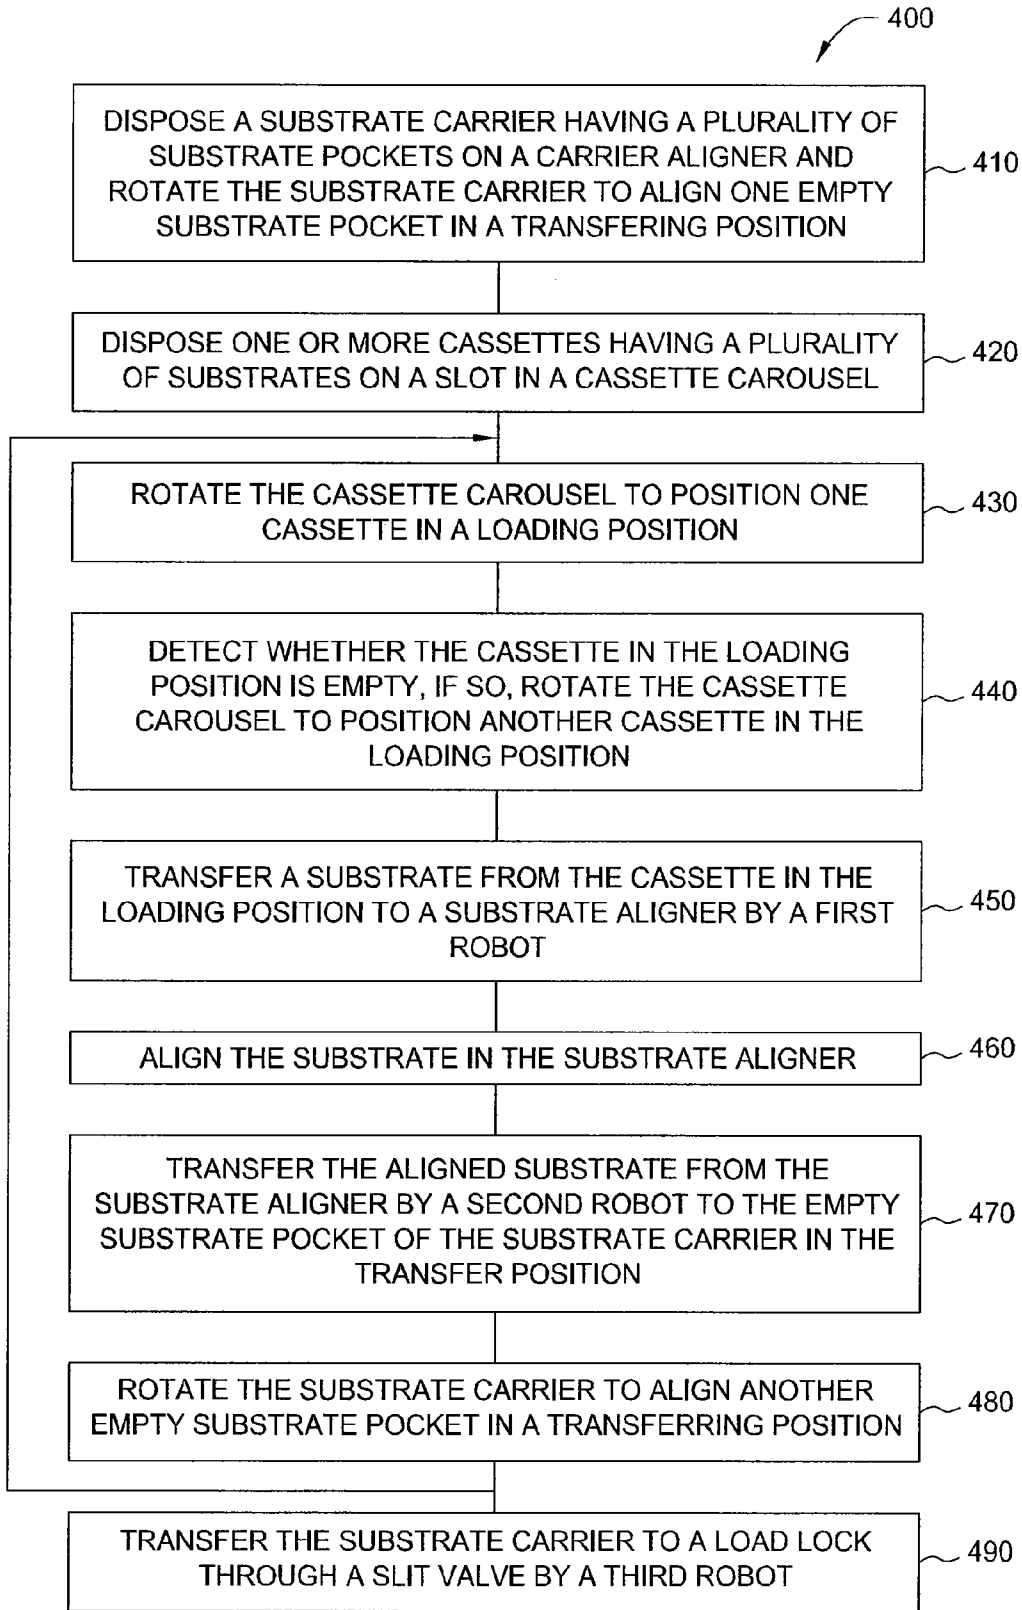 400
DISPOSE A SUBSTRATE CARRIER HAVING A PLURALITY OF
SUBSTRATE POCKETS ON A CARRIER ALIGNER AND
ROTATE THE SUBSTRATE CARRIER TO ALIGN ONE EMPTY
SUBSTRATE POCKET IN A TRANSFERING POSITION
410
DISPOSE ONE OR MORE CASSETTES HAVING A PLURALITY
OF SUBSTRATES ON A SLOT IN A CASSETTE CAROUSEL
420
ROTATE THE CASSETTE CAROUSEL TO POSITION ONE
CASSETTE IN A LOADING POSITION
430
DETECT WHETHER THE CASSETTE IN THE LOADING
POSITION IS EMPTY, IF SO, ROTATE THE CASSETTE
CAROUSEL TO POSITION ANOTHER CASSETTE IN THE
LOADING POSITION
440
TRANSFER A SUBSTRATE FROM THE CASSETTE IN THE
LOADING POSITION TO A SUBSTRATE ALIGNER BY A FIRST
ROBOT
450
ALIGN THE SUBSTRATE IN THE SUBSTRATE ALIGNER
460
TRANSFER THE ALIGNED SUBSTRATE FROM THE
SUBSTRATE ALIGNER BY A SECOND ROBOT TO THE EMPTY
SUBSTRATE POCKET OF THE SUBSTRATE CARRIER IN THE
TRANSFER POSITION
470
ROTATE THE SUBSTRATE CARRIER TO ALIGN ANOTHER
EMPTY SUBSTRATE POCKET IN A TRANSFERRING POSITION
480
TRANSFER THE SUBSTRATE CARRIER TO A LOAD LOCK
THROUGH A SLIT VALVE BY A THIRD ROBOT
490